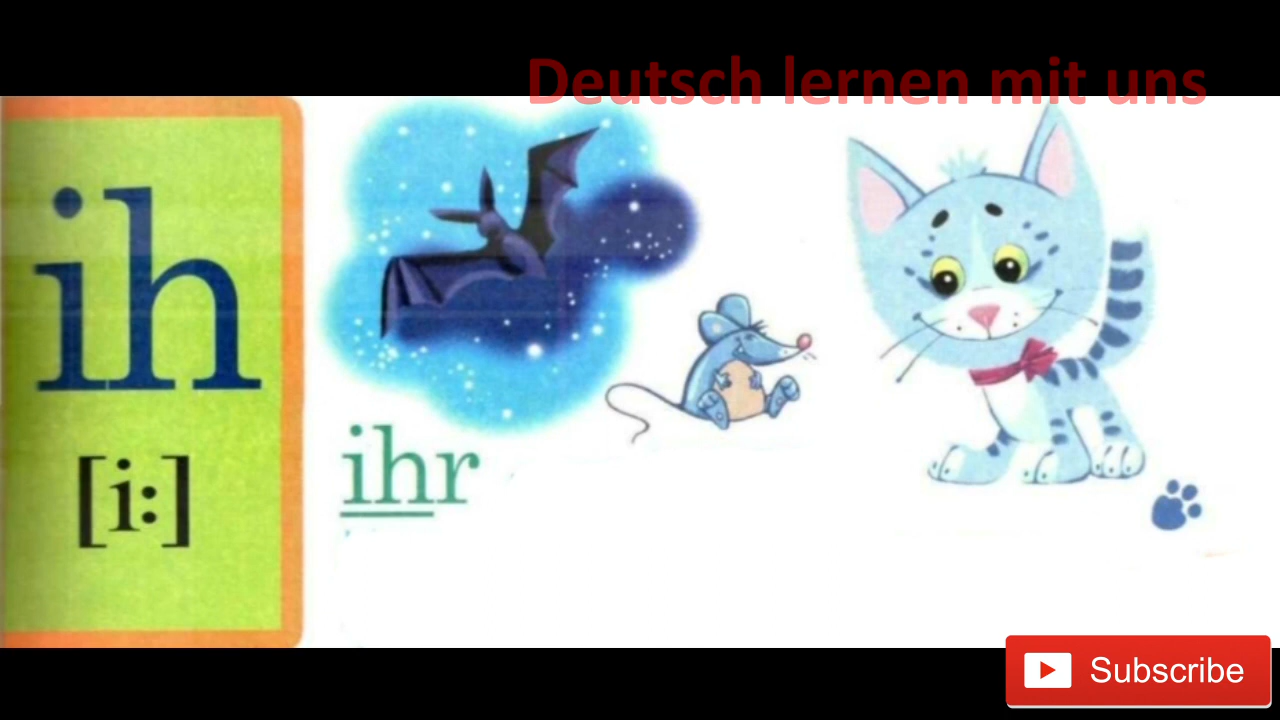 Deutsch lernen mit uns
ih
[i:]
ihr
Subscribe